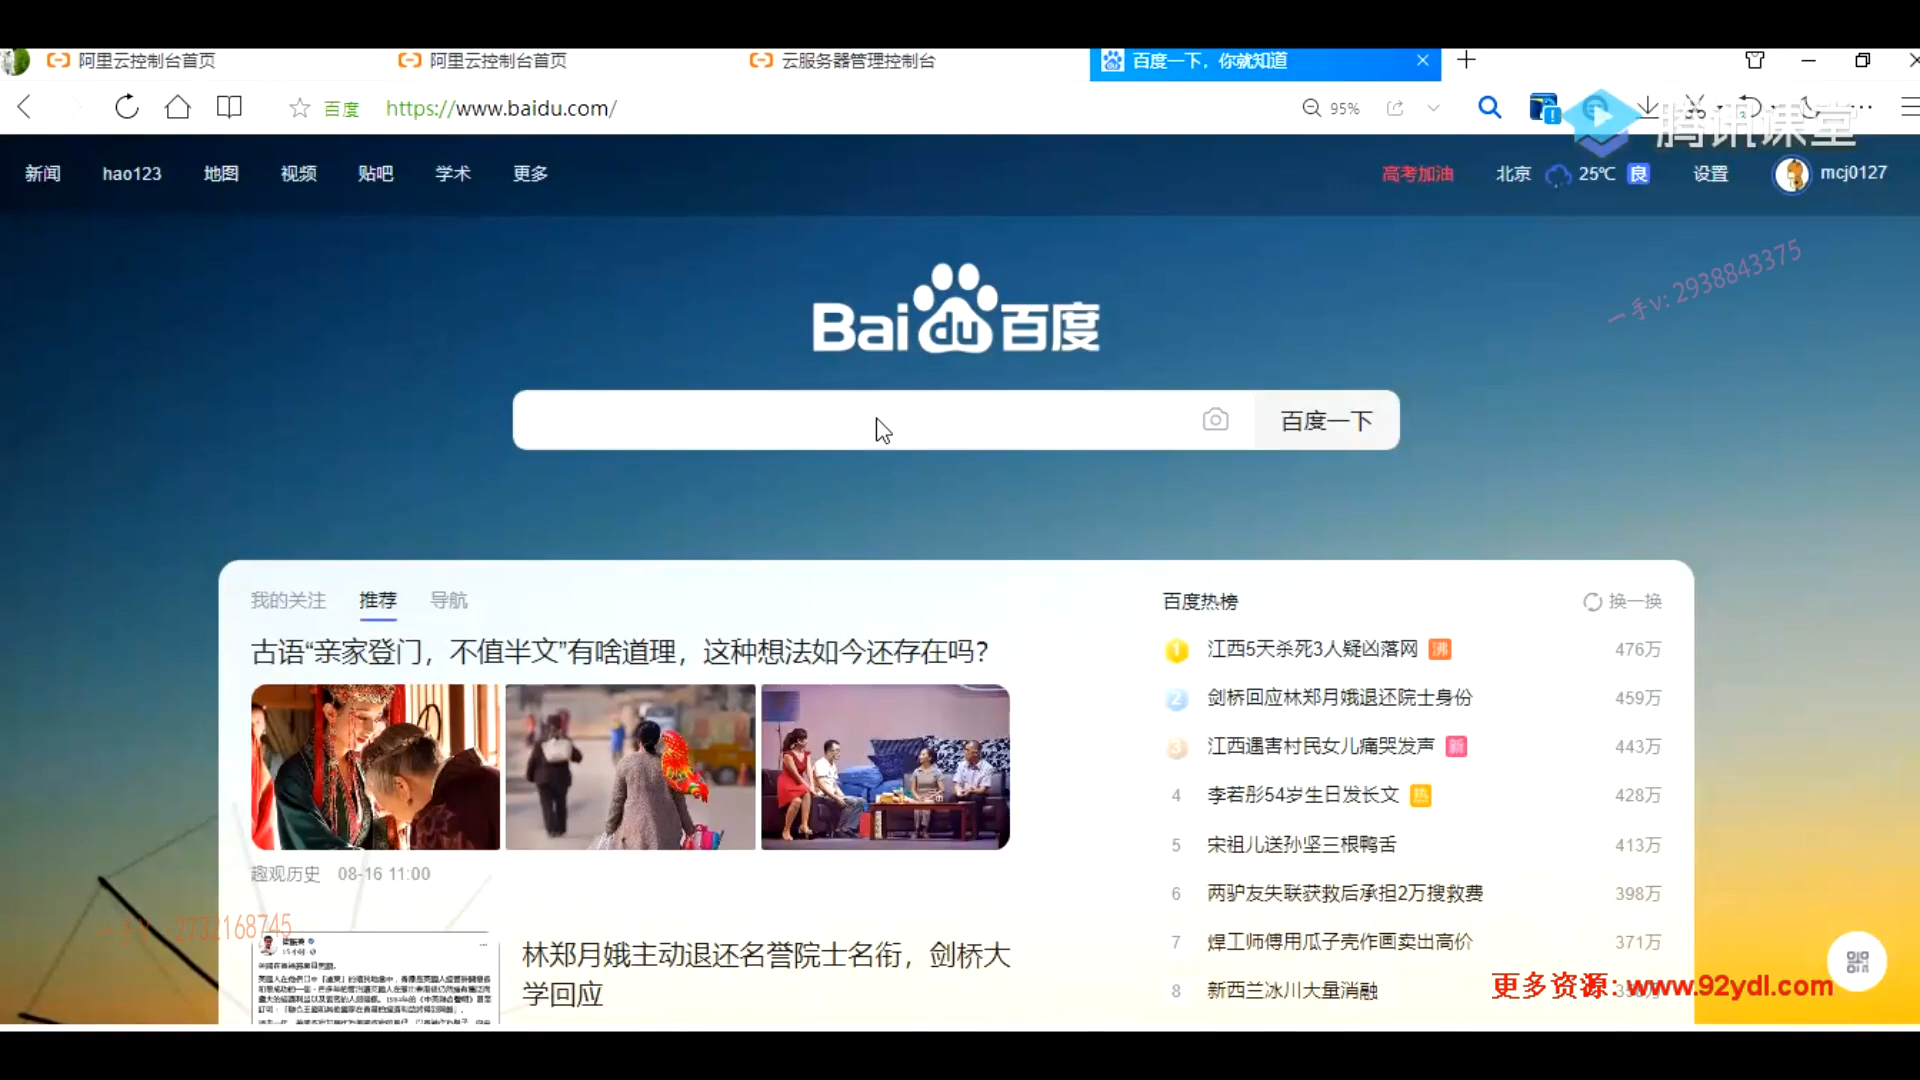 阿里云控制台首页
阿里云控制台首页
云服务器管理控制台
百度一下，你就知道
百度
https://www.baidu.com/
95%
腾讯课堂
新闻
hao123
地图
视频
贴吧
学术
更多
高考加油
北京
25℃
良
设置
mcj0127
一手v: 2938843375
Bai du 百度
百度一下
我的关注
推荐
导航
百度热榜
换一换
古语“亲家登门，不值半文”有啥道理，这种想法如今还存在吗？
趣观历史 08-16 11:00
1 江西5天杀死3人疑凶落网 沸 476万
2 剑桥回应林郑月娥退还院士身份 459万
3 江西遇害村民女儿痛哭发声 新 443万
4 李若彤54岁生日发长文 热 428万
5 宋祖儿送孙坚三根鸭舌 413万
6 两驴友失联获救后承担2万搜救费 398万
7 焊工师傅用瓜子壳作画卖出高价 371万
8 新西兰冰川大量消融
一手v: 2732168745
林郑月娥主动退还名誉院士名衔，剑桥大
学回应
更多资源: www.92ydl.com